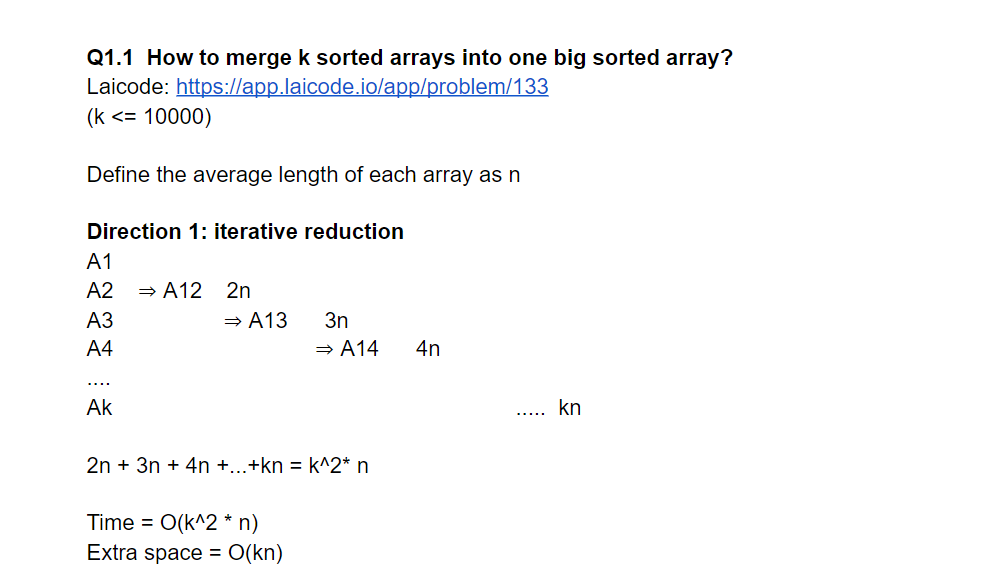 Q1.1  How to merge k sorted arrays into one big sorted array?
Laicode: https://app.laicode.io/app/problem/133
(k <= 10000)
Define the average length of each array as n
Direction 1: iterative reduction
A1
A2 ⇒ A12 2n
A3 ⇒ A13 3n
A4 ⇒ A14 4n
....
Ak ..... kn
2n + 3n + 4n +...+kn = k^2* n
Time = O(k^2 * n)
Extra space = O(kn)